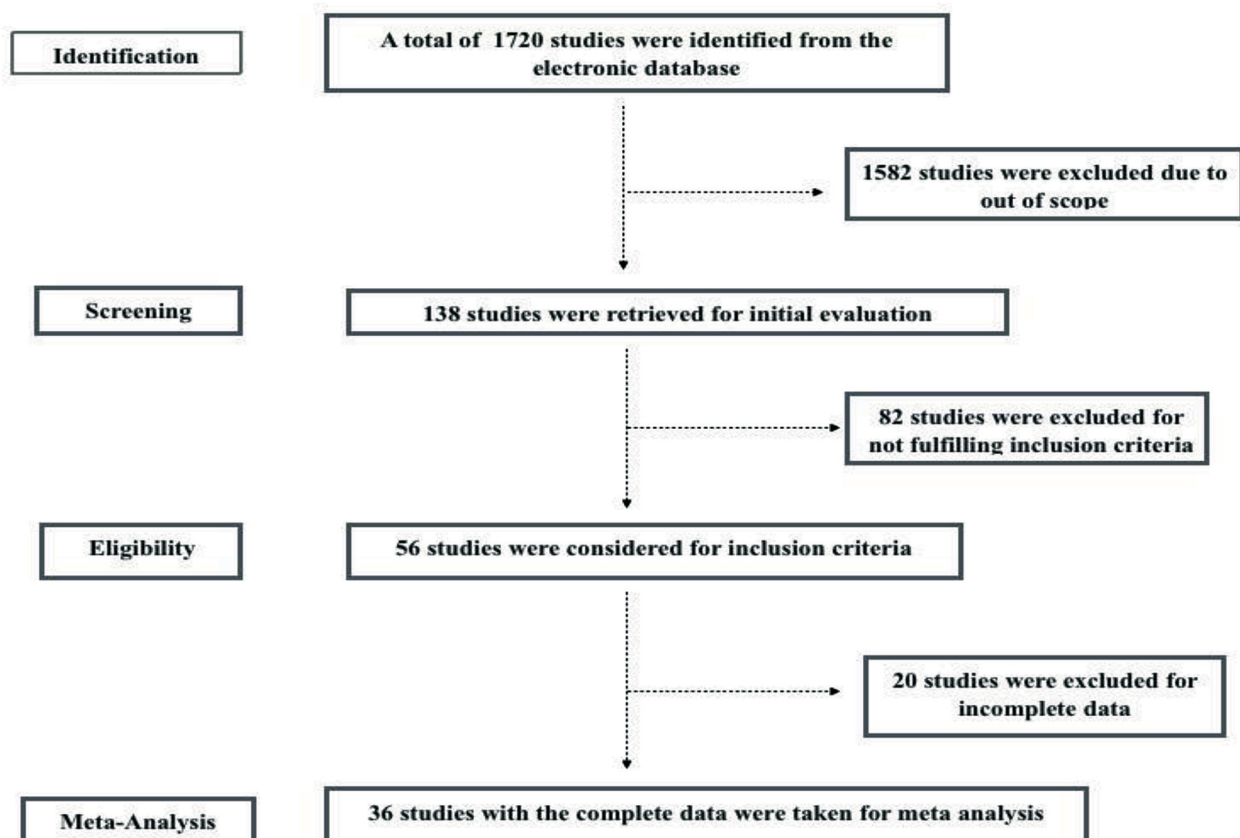 Identification
A total of 1720 studies were identified from the
electronic database
1582 studies were excluded due to
out of scope
Screening
138 studies were retrieved for initial evaluation
82 studies were excluded for
not fulfilling inclusion criteria
Eligibility
56 studies were considered for inclusion criteria
20 studies were excluded for
incomplete data
Meta-Analysis
36 studies with the complete data were taken for meta analysis